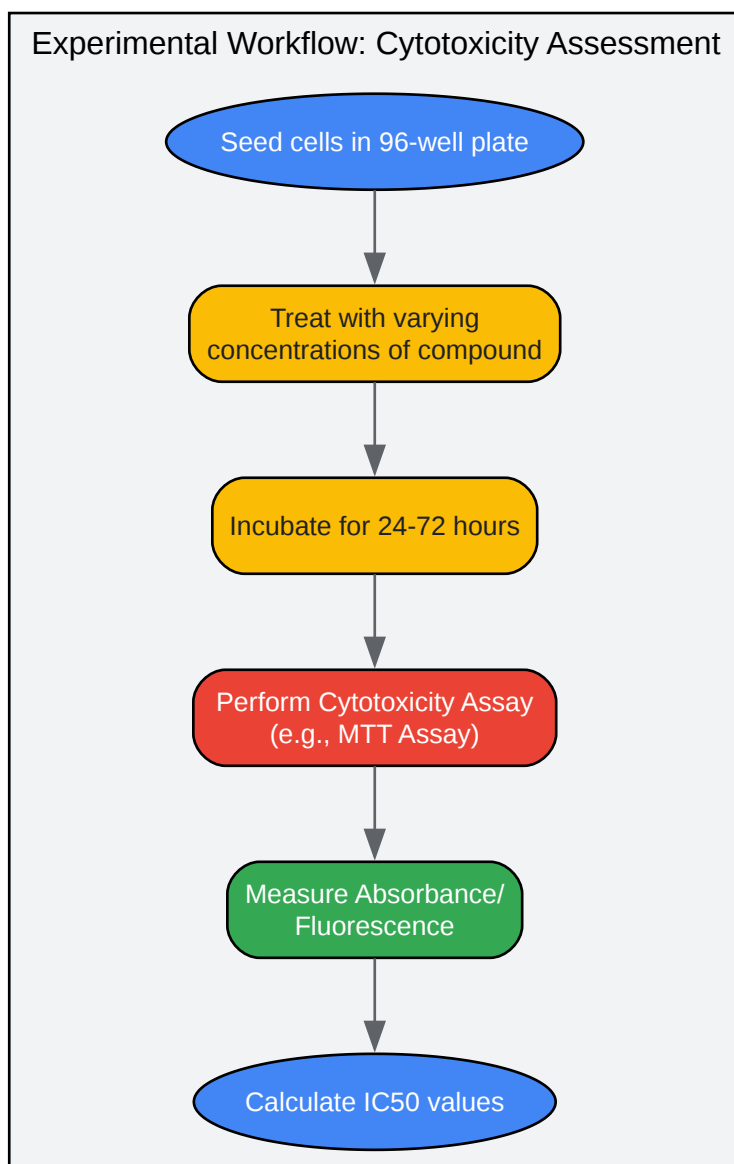 Experimental Workflow: Cytotoxicity Assessment
Seed cells in 96-well plate
Treat with varying
concentrations of compound
Incubate for 24-72 hours
Perform Cytotoxicity Assay
(e.g., MTT Assay)
Measure Absorbance/
Fluorescence
Calculate IC50 values